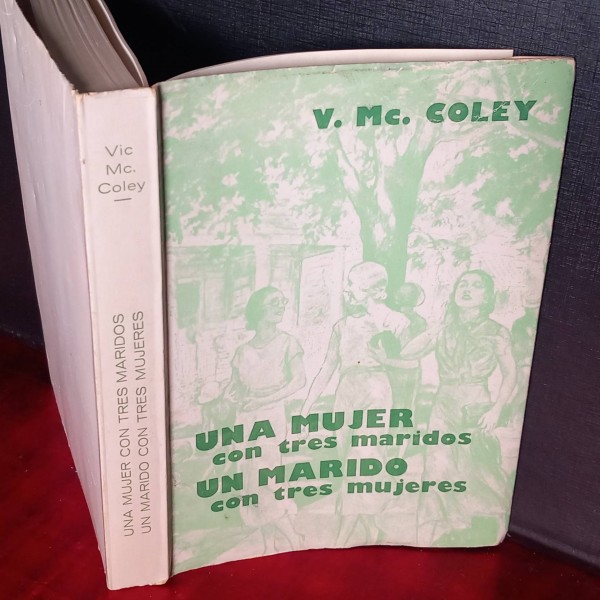 Vic
Mc.
Coley
UNA MUJER CON TRES MARIDOS
UN MARIDO CON TRES MUJERES
V. Mc. COLEY
UNA MUJER
con tres maridos
UN MARIDO
con tres mujeres